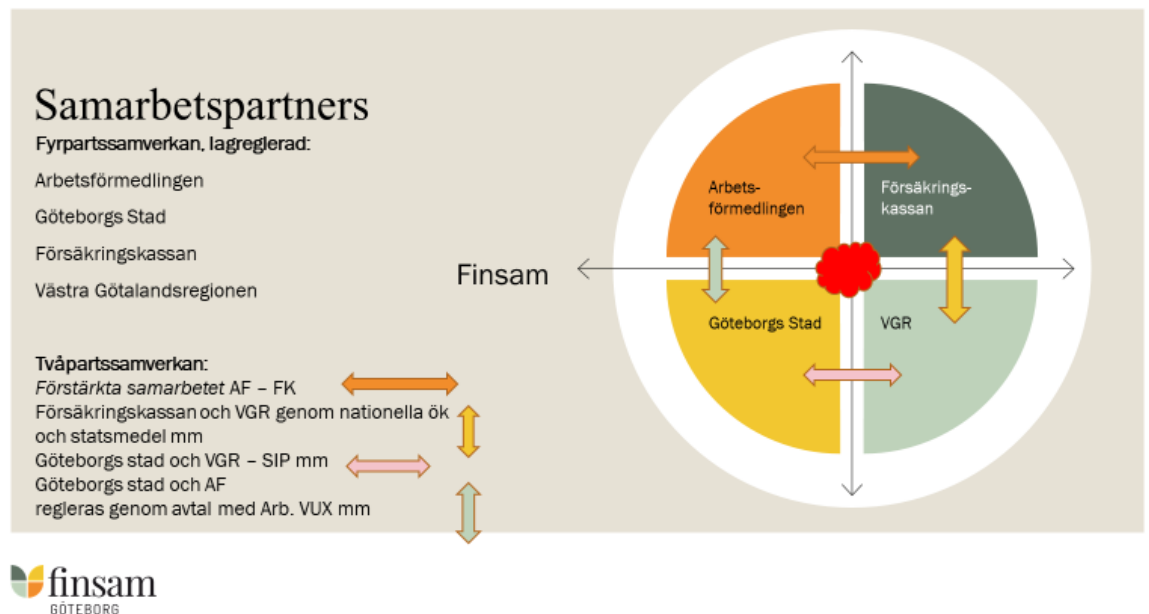 Samarbetspartners
Fyrpartssamverkan, lagreglerad:
Arbetsförmedlingen
Göteborgs Stad
Försäkringskassan
Västra Götalandsregionen
Tvåpartssamverkan:
Förstärkta samarbetet AF – FK
Försäkringskassan och VGR genom nationella ök
och statsmedel mm
Göteborgs stad och VGR – SIP mm
Göteborgs stad och AF
regleras genom avtal med Arb. VUX mm
Finsam
Arbets-
förmedlingen
Försäkrings-
kassan
Göteborgs Stad
VGR
finsam
GÖTEBORG